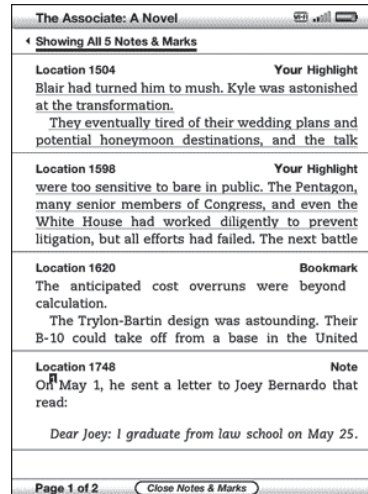 The Associate: A Novel
Showing All 5 Notes & Marks
Location 1504 Your Highlight
Blair had turned him to mush. Kyle was astonished
at the transformation.
They eventually tired of their wedding plans and
potential honeymoon destinations, and the talk
Location 1598 Your Highlight
were too sensitive to bare in public. The Pentagon,
many senior members of Congress, and even the
White House had worked diligently to prevent
litigation, but all efforts had failed. The next battle
Location 1620 Bookmark
The anticipated cost overruns were beyond
calculation.
The Trylon-Bartin design was astounding. Their
B-10 could take off from a base in the United
Location 1748 Note
On May 1, he sent a letter to Joey Bernardo that
read:
Dear Joey: I graduate from law school on May 25.
Page 1 of 2 Close Notes & Marks